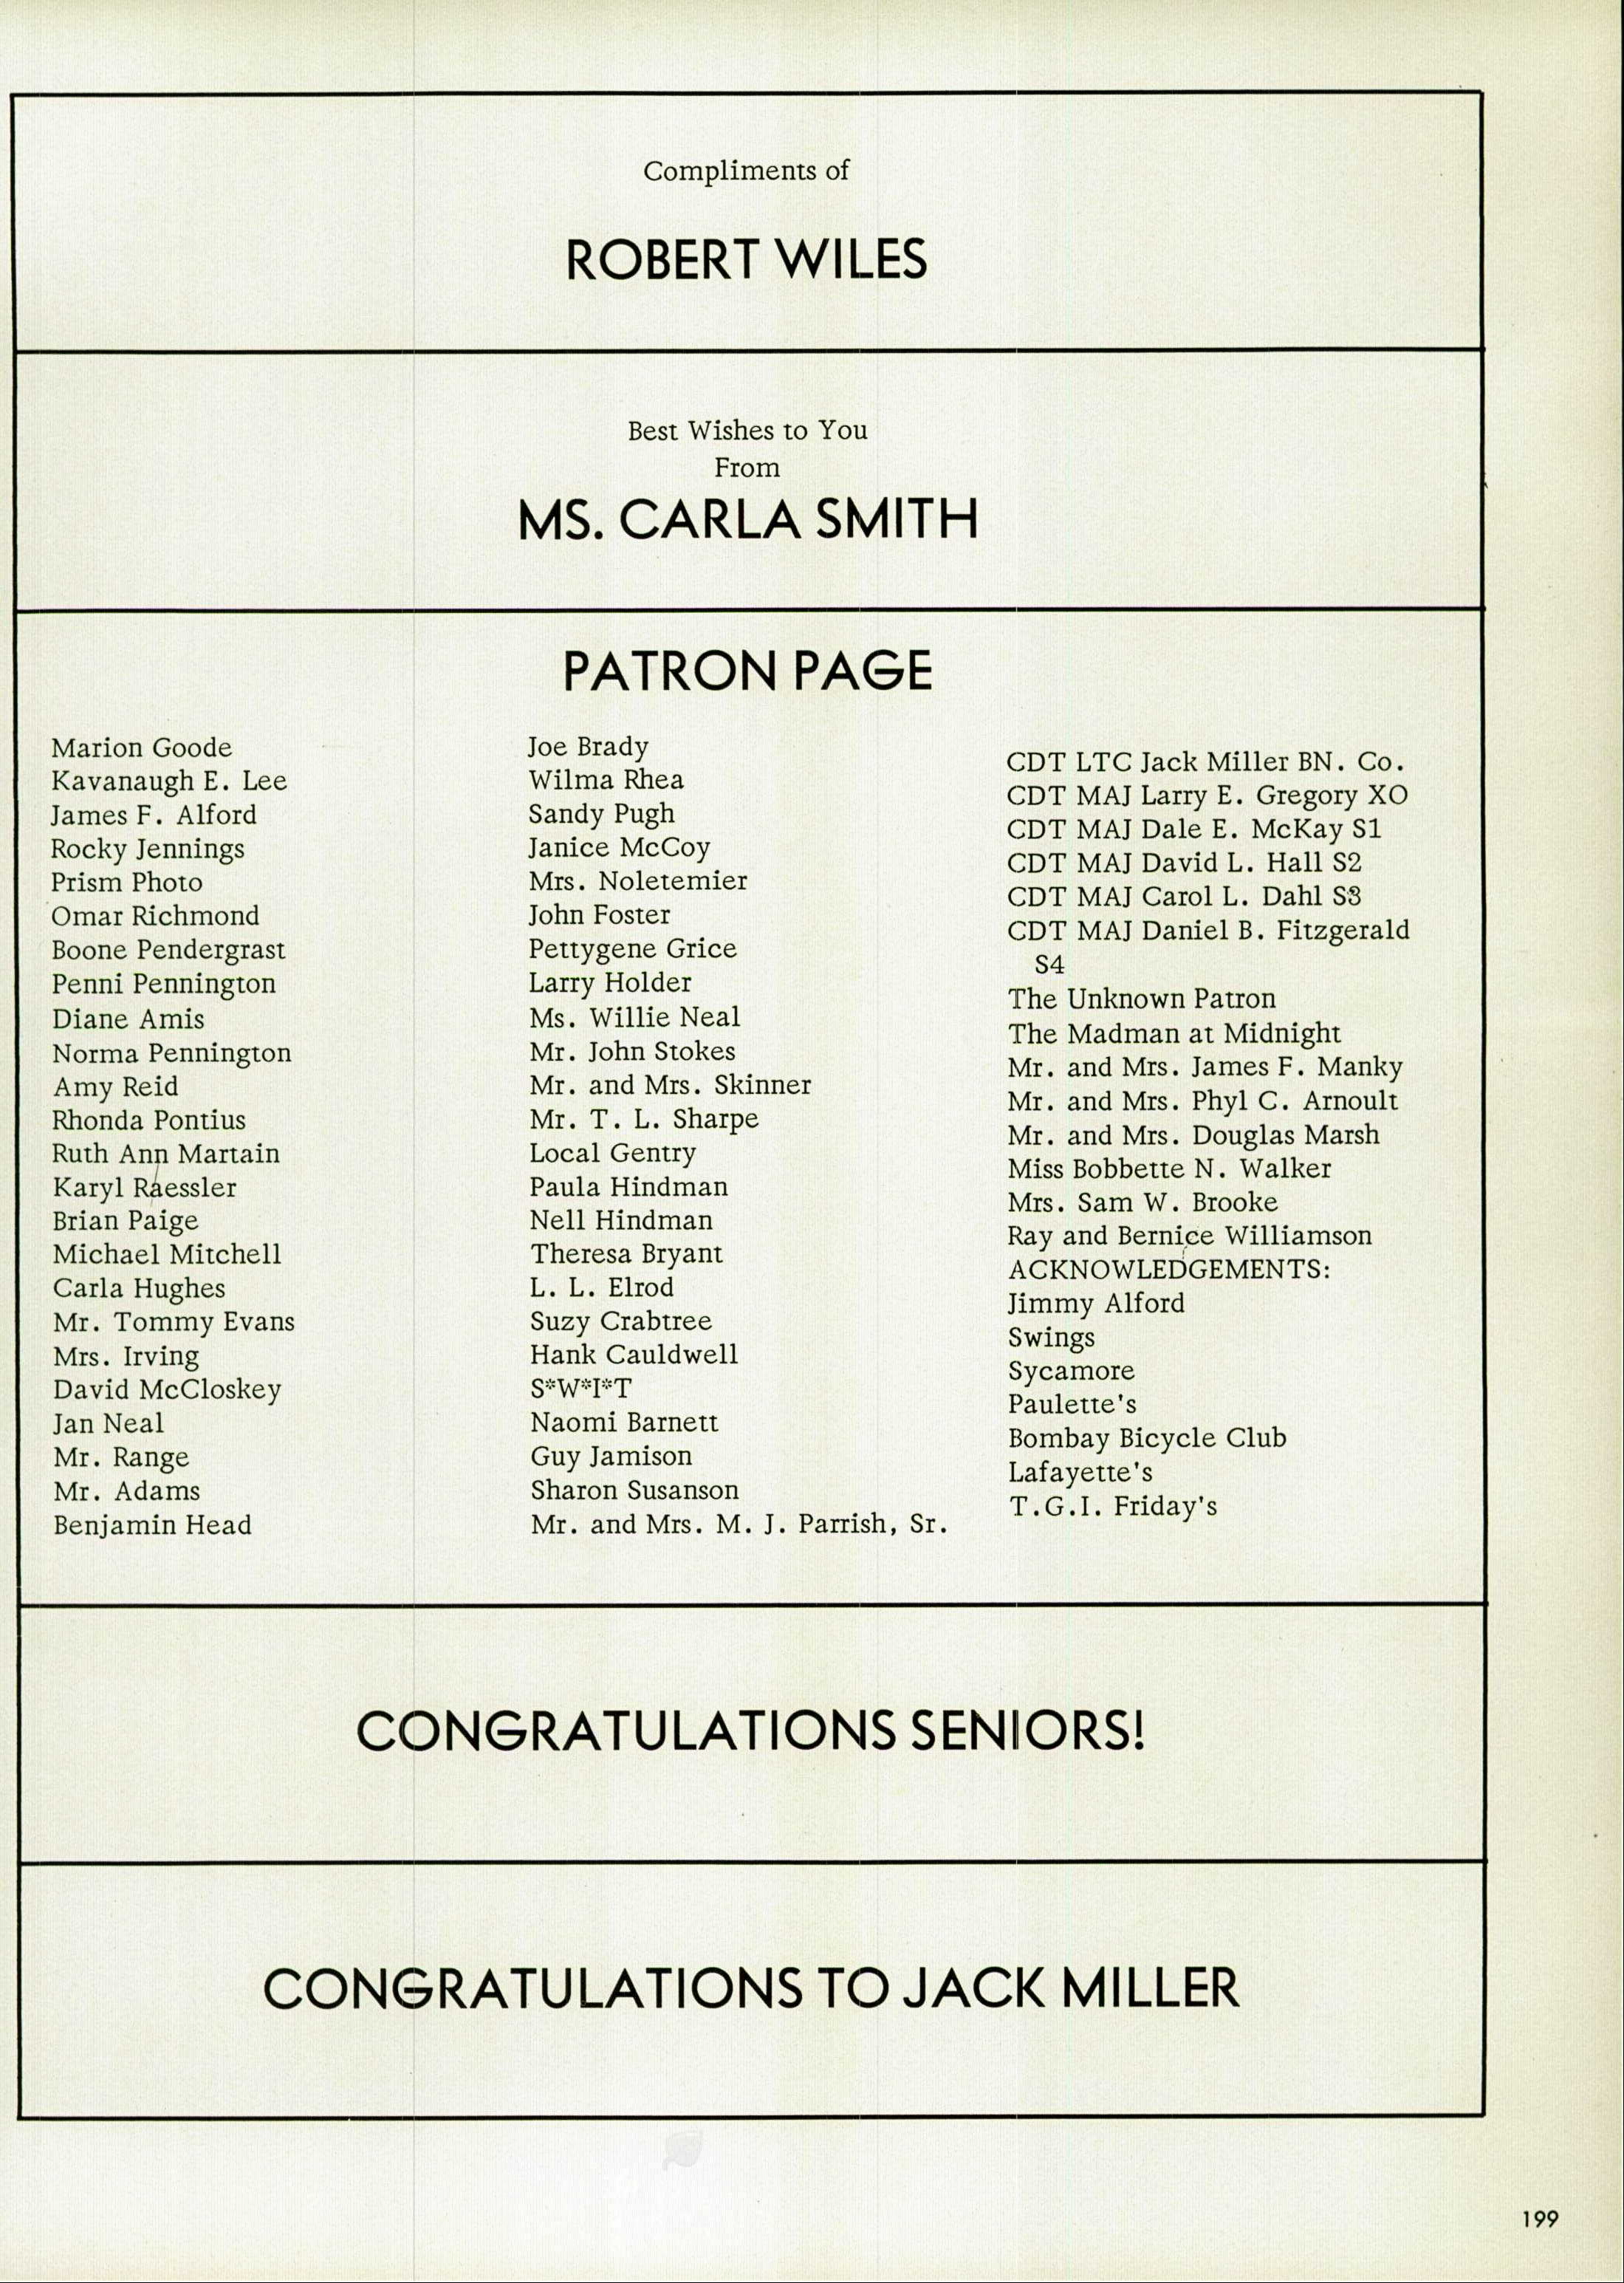 Compliments of
ROBERT WILES
Best Wishes to You
From
MS. CARLA SMITH
PATRON PAGE
Marion Goode
Kavanaugh E. Lee
James F. Alford
Rocky Jennings
Prism Photo
Omar Richmond
Boone Pendergrast
Penni Pennington
Diane Amis
Norma Pennington
Amy Reid
Rhonda Pontius
Ruth Ann Martain
Karyl Raessler
Brian Paige
Michael Mitchell
Carla Hughes
Mr. Tommy Evans
Mrs. Irving
David McCloskey
Jan Neal
Mr. Range
Mr. Adams
Benjamin Head
Joe Brady
Wilma Rhea
Sandy Pugh
Janice McCoy
Mrs. Noletemier
John Foster
Pettygene Grice
Larry Holder
Ms. Willie Neal
Mr. John Stokes
Mr. and Mrs. Skinner
Mr. T. L. Sharpe
Local Gentry
Paula Hindman
Nell Hindman
Theresa Bryant
L. L. Elrod
Suzy Crabtree
Hank Cauldwell
S*W*I*T
Naomi Barnett
Guy Jamison
Sharon Susanson
Mr. and Mrs. M. J. Parrish, Sr.
CDT LTC Jack Miller BN. Co.
CDT MAJ Larry E. Gregory XO
CDT MAJ Dale E. McKay S1
CDT MAJ David L. Hall S2
CDT MAJ Carol L. Dahl S3
CDT MAJ Daniel B. Fitzgerald
S4
The Unknown Patron
The Madman at Midnight
Mr. and Mrs. James F. Manky
Mr. and Mrs. Phyl C. Arnoult
Mr. and Mrs. Douglas Marsh
Miss Bobbette N. Walker
Mrs. Sam W. Brooke
Ray and Bernice Williamson
ACKNOWLEDGEMENTS:
Jimmy Alford
Swings
Sycamore
Paulette's
Bombay Bicycle Club
Lafayette's
T.G.I. Friday's
CONGRATULATIONS SENIORS!
CONGRATULATIONS TO JACK MILLER
199